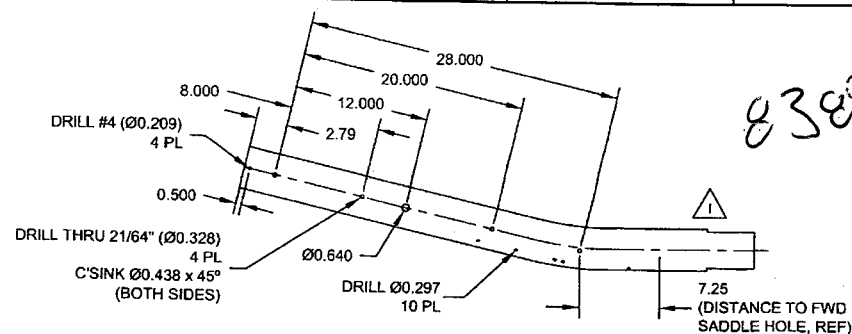 28.000
20.000
8.000
12.000
2.79
838
DRILL #4 (Ø0.209)
4 PL
0.500
1
DRILL THRU 21/64" (Ø0.328)
4 PL
C'SINK Ø0.438 x 45°
(BOTH SIDES)
Ø0.640
DRILL Ø0.297
10 PL
7.25
(DISTANCE TO FWD
SADDLE HOLE, REF)